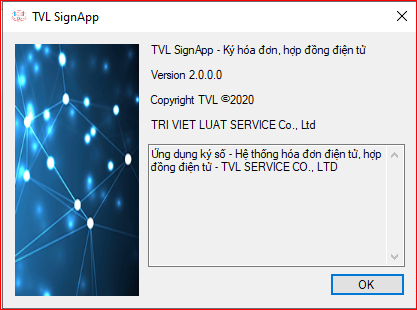 TVL SignApp
TVL SignApp - Ký hóa đơn, hợp đồng điện tử
Version 2.0.0.0
Copyright TVL ©2020
TRI VIET LUAT SERVICE Co., Ltd
Ứng dụng ký số - Hệ thống hóa đơn điện tử, hợp
đồng điện tử - TVL SERVICE CO., LTD
OK